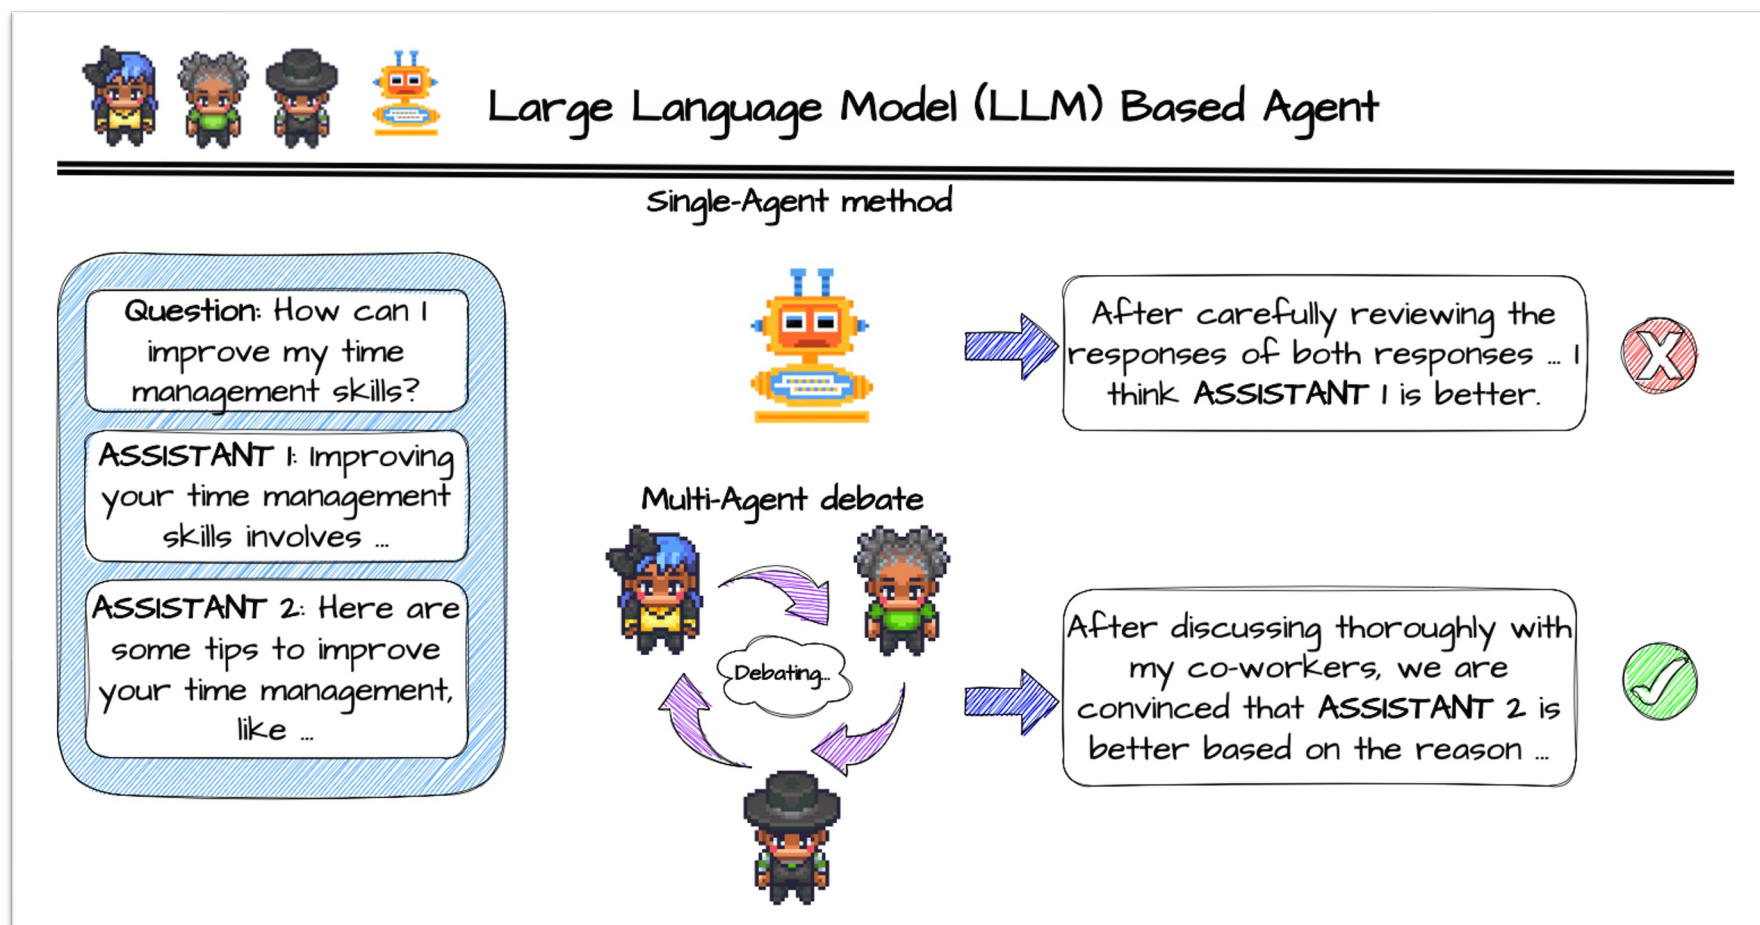 Large Language Model (LLM) Based Agent
Single-Agent method
Question: How can I
improve my time
management skills?
ASSISTANT 1: Improving
your time management
skills involves ...
ASSISTANT 2: Here are
some tips to improve
your time management,
like ...
After carefully reviewing the
responses of both responses ... I
think ASSISTANT 1 is better.
X
Multi-Agent debate
Debating...
After discussing thoroughly with
my co-workers, we are
convinced that ASSISTANT 2 is
better based on the reason ...